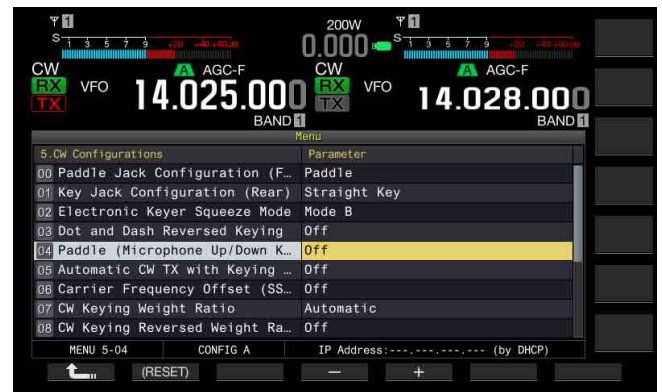 1 200W 1
S 1 3 5 7 9 +20 +40 +60dB 0.000 S 1 3 5 7 9 +20 +40 +60dB
CW A AGC-F CW A AGC-F
RX VFO 14.025.000 RX VFO 14.028.000
TX TX
BAND 1 BAND 1
Menu
5.CW Configurations Parameter
00 Paddle Jack Configuration (F… Paddle
01 Key Jack Configuration (Rear) Straight Key
02 Electronic Keyer Squeeze Mode Mode B
03 Dot and Dash Reversed Keying Off
04 Paddle (Microphone Up/Down K… Off
05 Automatic CW TX with Keying … Off
06 Carrier Frequency Offset (SS… Off
07 CW Keying Weight Ratio Automatic
08 CW Keying Reversed Weight Ra… Off
MENU 5-04 CONFIG A IP Address:---.---.---.--- (by DHCP)
(RESET) − +